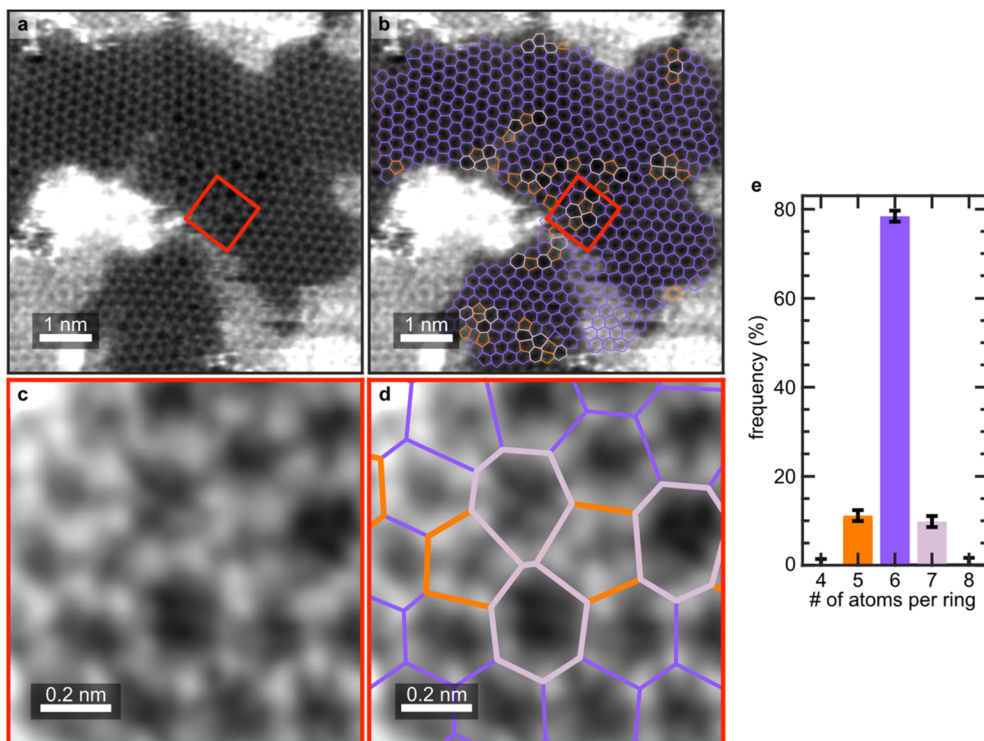 a
b
1 nm
1 nm
c
d
0.2 nm
0.2 nm
e
frequency (%)
80
60
40
20
0
4 5 6 7 8
# of atoms per ring